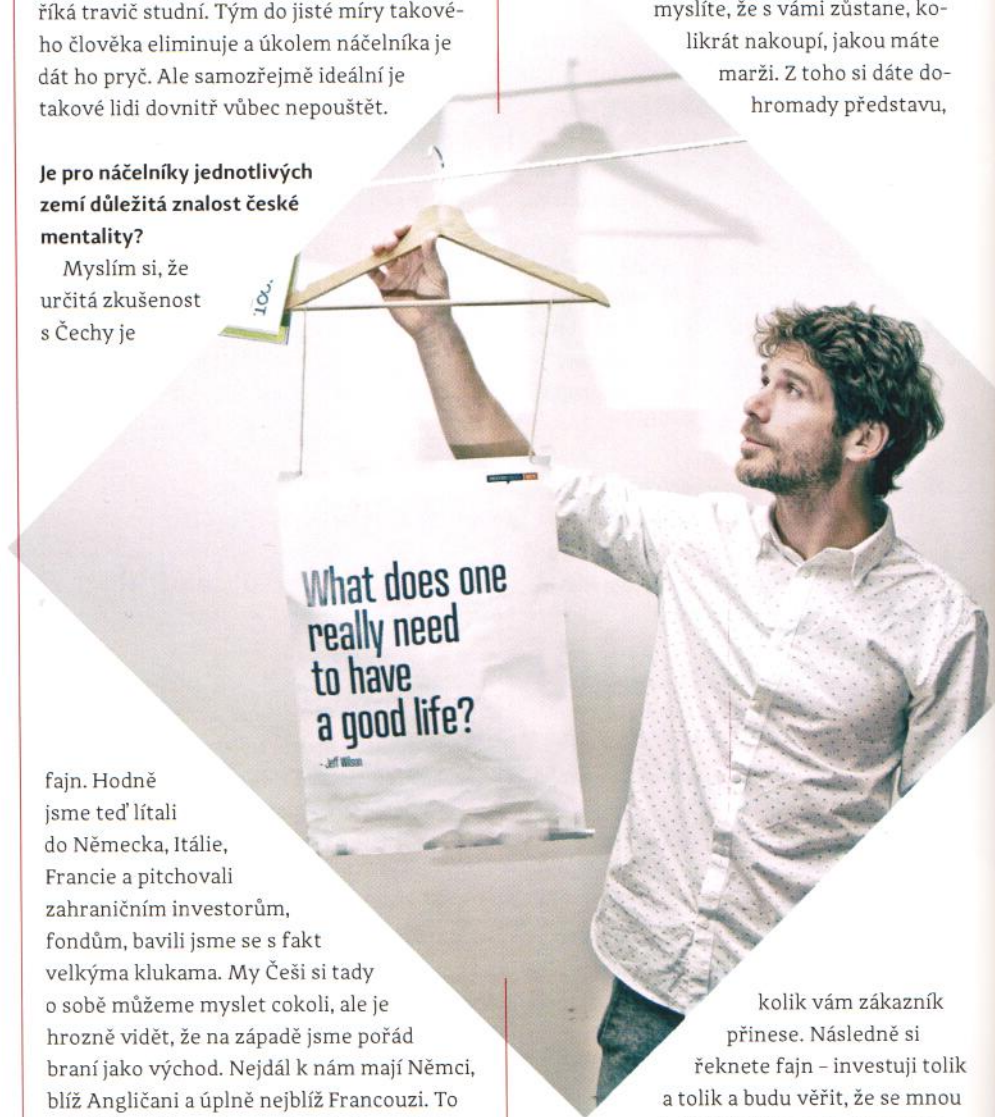 říká travič studní. Tým do jisté míry takové-
ho člověka eliminuje a úkolem náčelníka je
dát ho pryč. Ale samozřejmě ideální je
takové lidi dovnitř vůbec nepouštět.
Je pro náčelníky jednotlivých
zemí důležitá znalost české
mentality?
Myslím si, že
určitá zkušenost
s Čechy je
fajn. Hodně
jsme teď lítali
do Německa, Itálie,
Francie a pitchovali
zahraničním investorům,
fondům, bavili jsme se s fakt
velkýma klukama. My Češi si tady
o sobě můžeme myslet cokoli, ale je
hrozně vidět, že na západě jsme pořád
braní jako východ. Nejdál k nám mají Němci,
blíž Angličani a úplně nejblíž Francouzi. To
What does one
really need
to have
a good life?
- Jeff Wilson
myslíte, že s vámi zůstane, ko-
likrát nakoupí, jakou máte
marži. Z toho si dáte do-
hromady představu,
kolik vám zákazník
přinese. Následně si
řeknete fajn – investuji tolik
a tolik a budu věřit, že se mnou